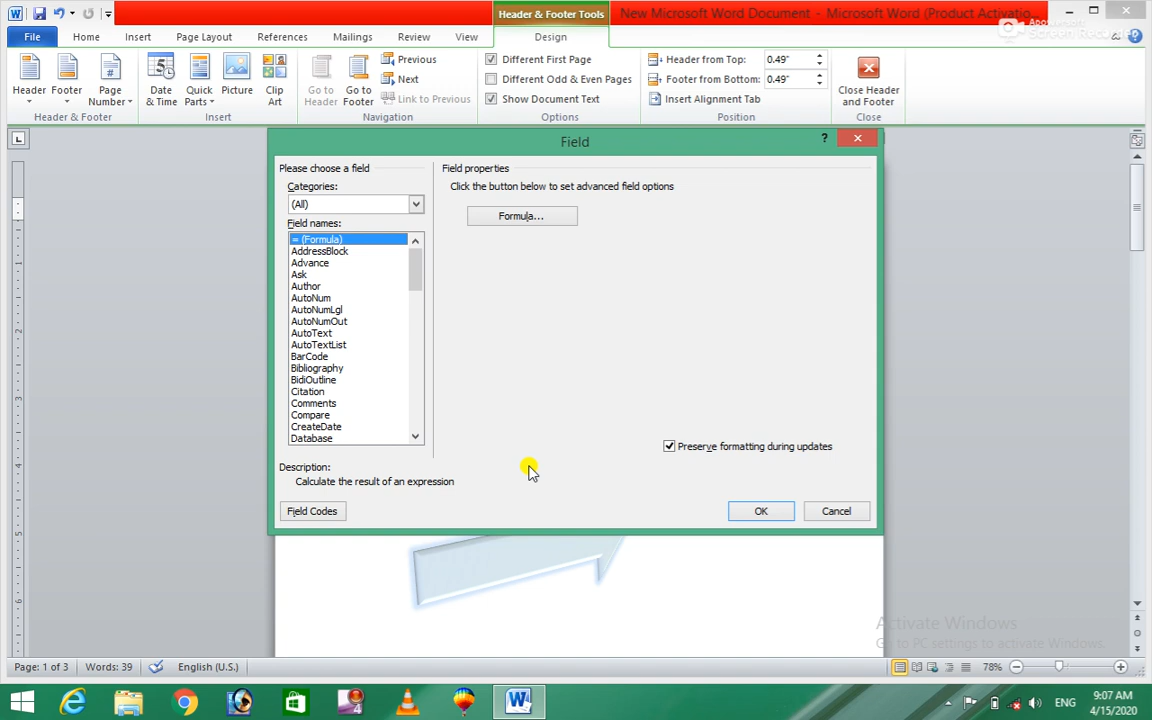 Header & Footer Tools
New Microsoft Word Document - Microsoft Word (Product Activatio...
Apowersoft
Screen Recorder
File
Home
Insert
Page Layout
References
Mailings
Review
View
Design
Header
Footer
Page
Number
Header & Footer
Date
& Time
Quick
Parts
Picture
Clip
Art
Insert
Go to
Header
Go to
Footer
Previous
Next
Link to Previous
Navigation
Different First Page
Different Odd & Even Pages
Show Document Text
Options
Header from Top: 0.49"
Footer from Bottom: 0.49"
Insert Alignment Tab
Position
Close Header
and Footer
Close
L
Field
? 
Please choose a field
Categories:
(All)
Field names:
= (Formula)
AddressBlock
Advance
Ask
Author
AutoNum
AutoNumLgl
AutoNumOut
AutoText
AutoTextList
BarCode
Bibliography
BidiOutline
Citation
Comments
Compare
CreateDate
Database
Field properties
Click the button below to set advanced field options
Formula...
Preserve formatting during updates
Description:
Calculate the result of an expression
Field Codes
OK
Cancel
Activate Windows
Go to PC settings to activate Windows.
Page: 1 of 3
Words: 39
English (U.S.)
78%
ENG
9:07 AM
4/15/2020